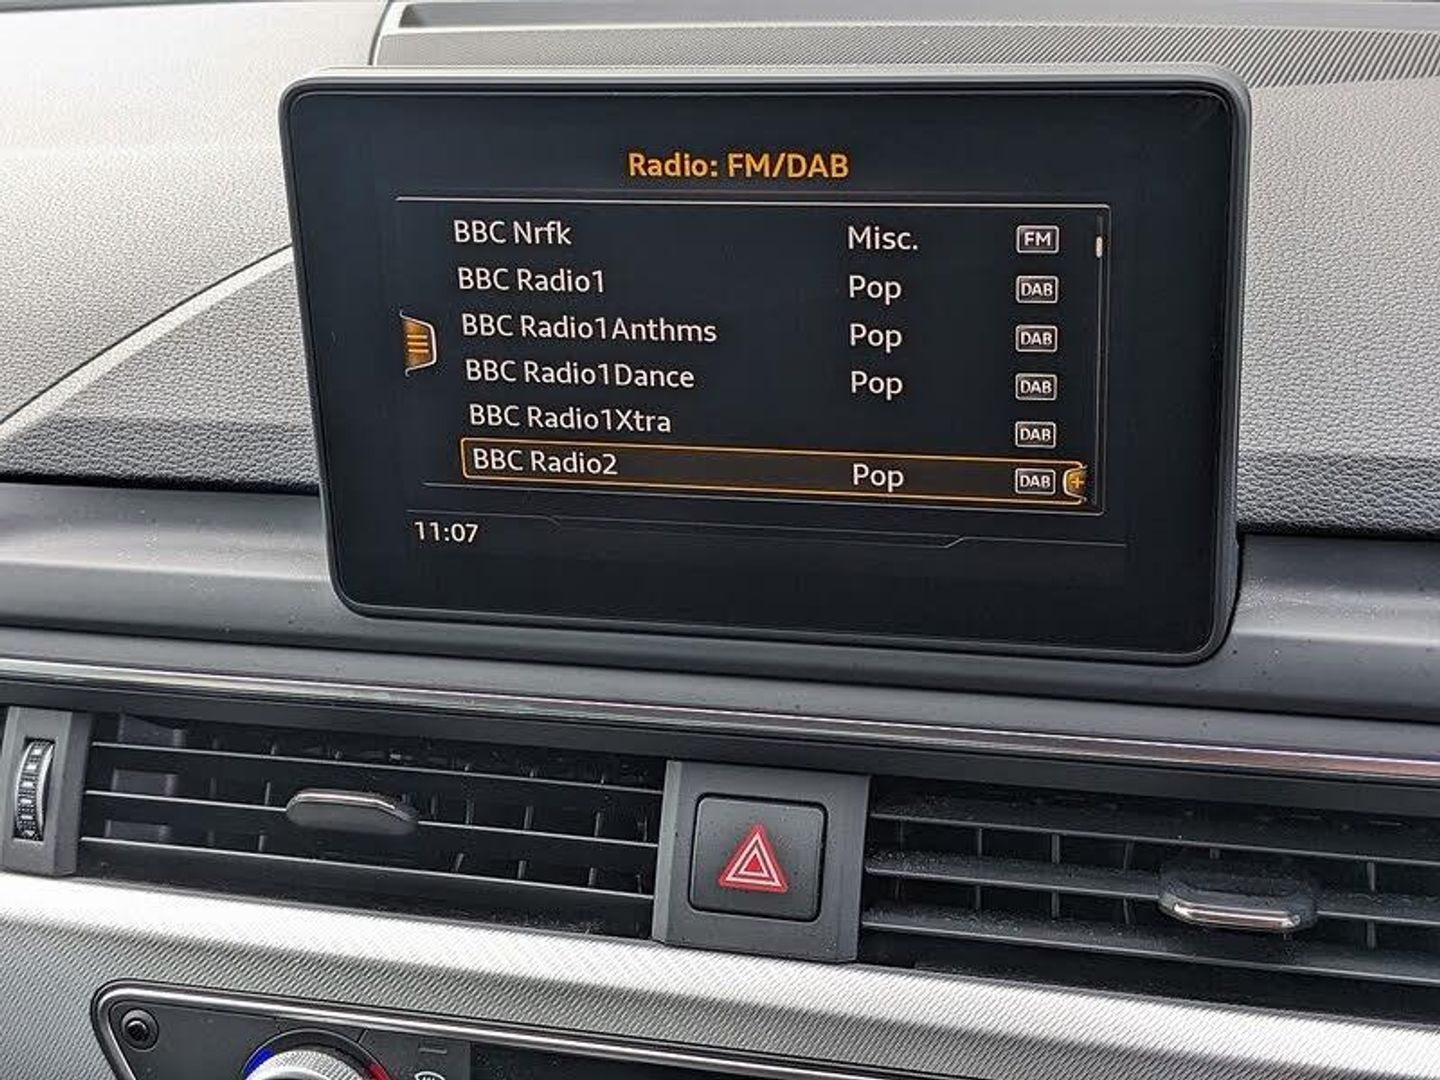 Radio: FM/DAB
BBC Nrfk Misc. FM
BBC Radio1 Pop DAB
BBC Radio1Anthms Pop DAB
BBC Radio1Dance Pop DAB
BBC Radio1Xtra DAB
BBC Radio2 Pop DAB +
11:07